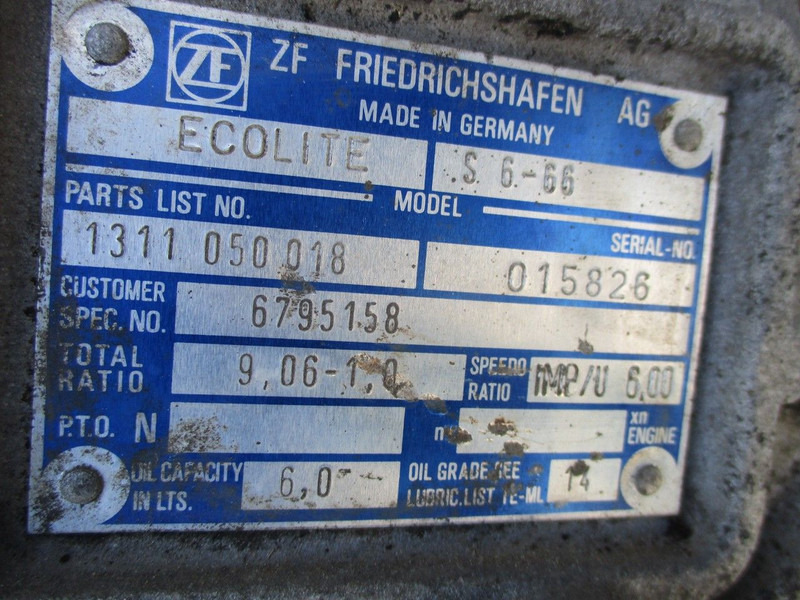 ZF ZF FRIEDRICHSHAFEN AG
MADE IN GERMANY
ECOLITE S 6-66
PARTS LIST NO. MODEL
SERIAL-NO.
1311 050 018 015826
CUSTOMER
SPEC. NO. 6795158
TOTAL
RATIO 9,06-1,0 SPEEDO
RATIO IMP/U 6,00
P.T.O. N n xn
ENGINE
OIL CAPACITY
IN LTS. 6,0 OIL GRADE SEE
LUBRIC. LIST TE-ML 14